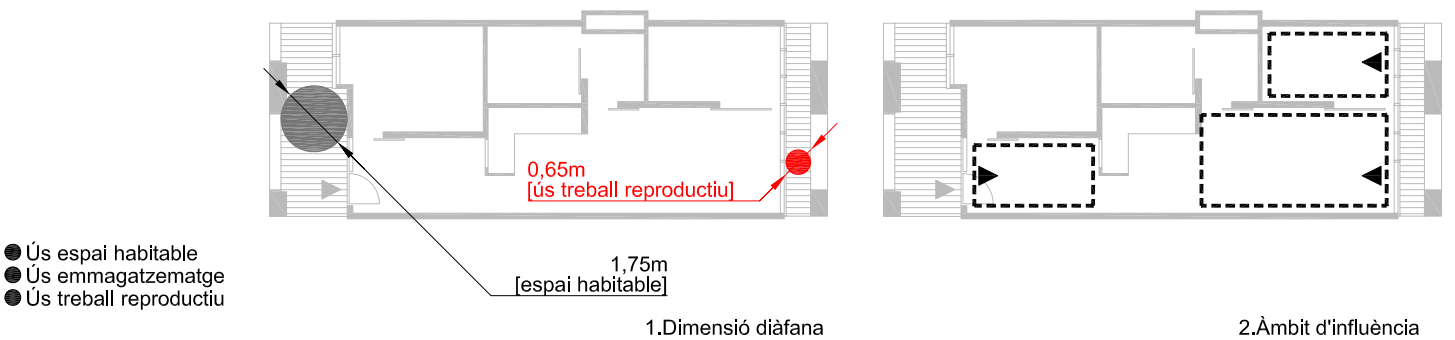 0,65m
[ús treball reproductiu]
Ús espai habitable
Ús emmagatzematge
Ús treball reproductiu
1,75m
[espai habitable]
1.Dimensió diàfana
2.Àmbit d'influència